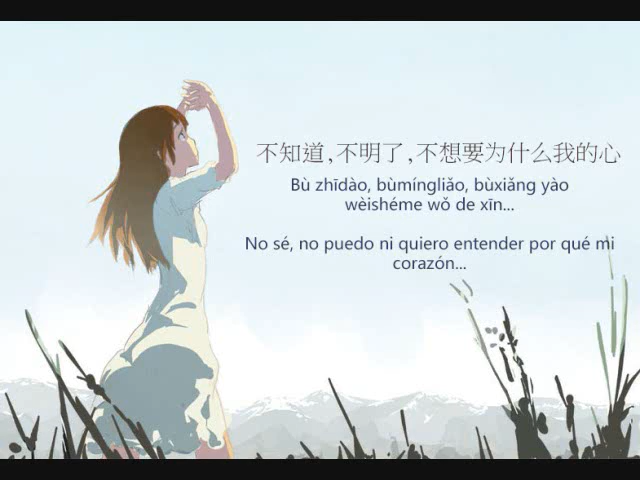 不知道,不明了,不想要为什么我的心
Bù zhīdào, bùmíngliǎo, bùxiǎng yào
wèishéme wǒ de xīn...
No sé, no puedo ni quiero entender por qué mi
corazón...